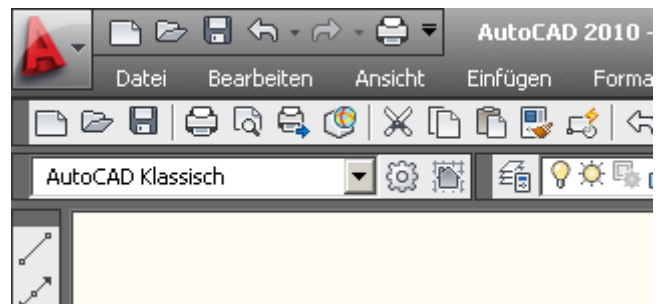 AutoCAD 2010 -
Datei Bearbeiten Ansicht Einfügen Forma
AutoCAD Klassisch